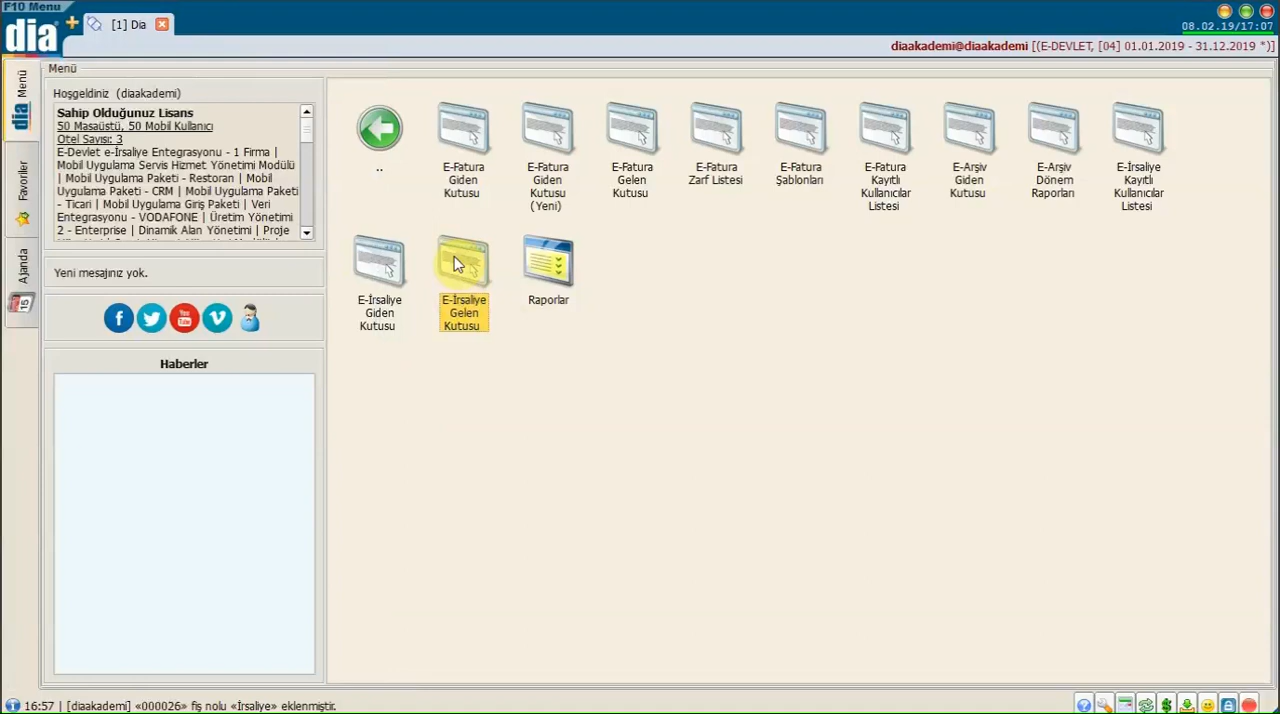 F10 Menu
dia
[1] Dia
08.02.19/17:07
diaakademi@diaakademi [(E-DEVLET, [04] 01.01.2019 - 31.12.2019 *)]
Menü
Menü
dia
Favoriler
Ajanda
15
Hoşgeldiniz (diaakademi)
Sahip Olduğunuz Lisans
50 Masaüstü, 50 Mobil Kullanıcı
Otel Sayısı: 3
E-Devlet e-İrsaliye Entegrasyonu - 1 Firma |
Mobil Uygulama Servis Hizmet Yönetimi Modülü
| Mobil Uygulama Paketi - Restoran | Mobil
Uygulama Paketi - CRM | Mobil Uygulama Paketi
- Ticari | Mobil Uygulama Giriş Paketi | Veri
Entegrasyonu - VODAFONE | Üretim Yönetimi
2 - Enterprise | Dinamik Alan Yönetimi | Proje
Yeni mesajınız yok.
Haberler
..
E-Fatura
Giden
Kutusu
E-Fatura
Giden
Kutusu
(Yeni)
E-Fatura
Gelen
Kutusu
E-Fatura
Zarf Listesi
E-Fatura
Şablonları
E-Fatura
Kayıtlı
Kullanıcılar
Listesi
E-Arşiv
Giden
Kutusu
E-Arşiv
Dönem
Raporları
E-İrsaliye
Kayıtlı
Kullanıcılar
Listesi
E-İrsaliye
Giden
Kutusu
E-İrsaliye
Gelen
Kutusu
Raporlar
16:57 | [diaakademi] «000026» fiş nolu «İrsaliye» eklenmiştir.